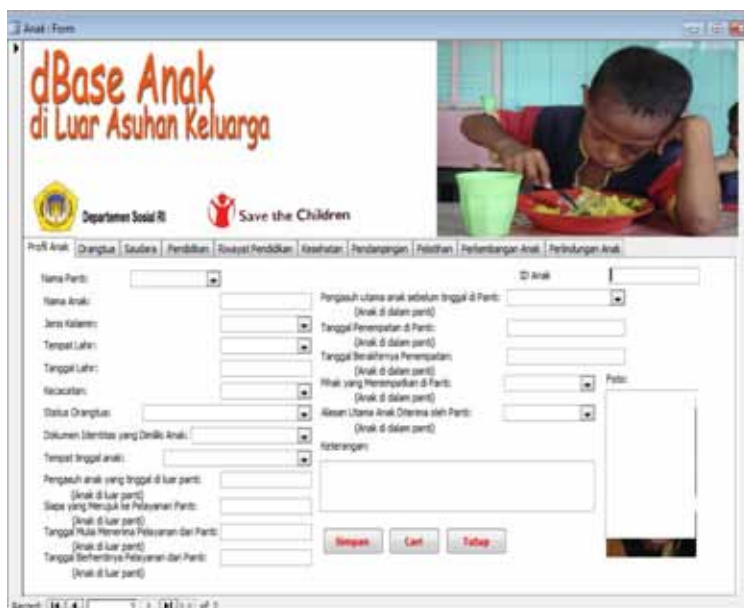 Anak : Form
dBase Anak
di Luar Asuhan Keluarga
Departemen Sosial RI
Save the Children
Profil Anak Orangtua Saudara Pendidikan Riwayat Pendidikan Kesehatan Pendampingan Pelatihan Perkembangan Anak Perlindungan Anak
Nama Panti:
ID Anak
Nama Anak:
Jenis Kelamin:
Tempat Lahir:
Tanggal Lahir:
Kecacatan:
Status Orangtua:
Dokumen Identitas yang Dimiliki Anak:
Tempat tinggal anak:
Pengasuh anak yang tinggal di luar panti:
(Anak di luar panti)
Siapa yang Merujuk ke Pelayanan Panti:
(Anak di luar panti)
Tanggal Mulai Menerima Pelayanan dari Panti:
(Anak di luar panti)
Tanggal Berhentinya Pelayanan dari Panti:
(Anak di luar panti)
Pengasuh utama anak sebelum tinggal di Panti:
(Anak di dalam panti)
Tanggal Penempatan di Panti:
(Anak di dalam panti)
Tanggal Berakhirnya Penempatan:
(Anak di dalam panti)
Pihak yang Menempatkan di Panti:
(Anak di dalam panti)
Alasan Utama Anak Diterima oleh Panti:
(Anak di dalam panti)
Keterangan:
Foto:
Simpan Cari Tutup
Record: of